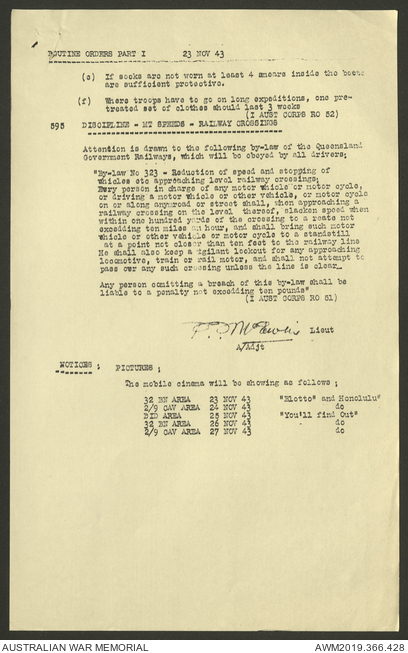 ROUTINE ORDERS PART I 23 NOV 43
(e) If socks are not worn at least 4 smears inside the boots
are sufficient protective.
(f) Where troops have to go on long expeditions, one pre-
treated set of clothes should last 3 weeks
(I AUST CORPS RO 52)
595 DISCIPLINE - MT SPEEDS - RAILWAY CROSSINGS
Attention is drawn to the following by-law of the Queensland
Government Railways, which will be obeyed by all drivers;
"By-law No 323 - Reduction of speed and stopping of
vhicles etc approaching level railway crossings;
Every person in charge of any motor vhicle or motor cycle,
or driving a motor vhicle or other vehicle, or motor cycle
on or along anyaroad or street shall, when approaching a
railway crossing on the level thereof, slacken speed when
within one hundred yards of the crossing to a reate not
excedding ten miles an hour, and shall bring such motor
vhicle or other vehicle or motor cycle to a standstill
at a point not closer than ten feet to the railway line
He shall also keep a vigilant lookout for any approaching
locomotive, train or rail motor, and shall not attempt to
pass over any such crossing unless the line is clear_
Any person comitting a breach of this by-law shall be
liable to a penalty not excedding ten pounds"
(I AUST CORPS RO 51)
Lieut
A/Adjt
NOTICES ; PICTURES ;
The mobile cinema will be showing as follows ;
32 BN AREA 23 NOV 43 "Blotto" and Honolulu"
2/9 CAV AREA 24 NOV 43 do
DID AREA 25 NOV 43 "You'll find Out"
32 BN AREA 26 NOV 43 do
2/9 CAV AREA 27 NOV 43 do
AUSTRALIAN WAR MEMORIAL AWM2019.366.428